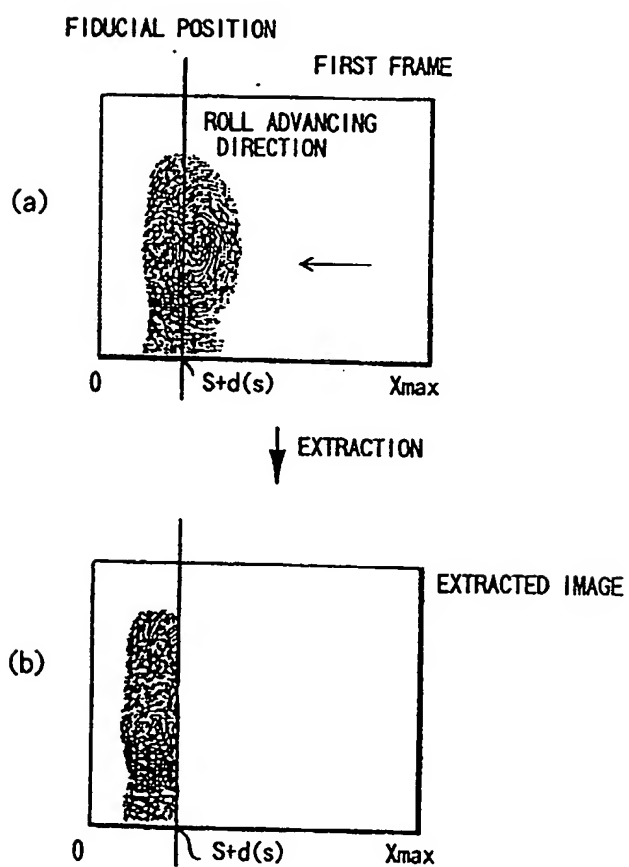 FIDUCIAL POSITION
FIRST FRAME
ROLL ADVANCING
DIRECTION
(a)
0
S+d(s)
Xmax
EXTRACTION
EXTRACTED IMAGE
(b)
0
S+d(s)
Xmax